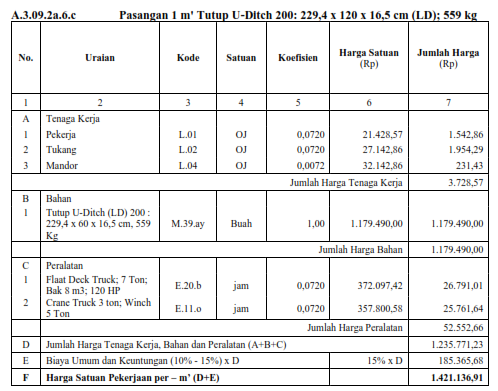 A.3.09.2a.6.c Pasangan 1 m' Tutup U-Ditch 200: 229,4 x 120 x 16,5 cm (LD); 559 kg
No. Uraian Kode Satuan Koefisien Harga Satuan (Rp) Jumlah Harga (Rp)
1 2 3 4 5 6 7
A Tenaga Kerja
1 Pekerja L.01 OJ 0,0720 21.428,57 1.542,86
2 Tukang L.02 OJ 0,0720 27.142,86 1.954,29
3 Mandor L.04 OJ 0,0072 32.142,86 231,43
Jumlah Harga Tenaga Kerja 3.728,57
B Bahan
1 Tutup U-Ditch (LD) 200 :
229,4 x 60 x 16,5 cm, 559 M.39.ay Buah 1,00 1.179.490,00 1.179.490,00
Kg
Jumlah Harga Bahan 1.179.490,00
C Peralatan
1 Flaat Deck Truck; 7 Ton;
Bak 8 m3; 120 HP E.20.b jam 0,0720 372.097,42 26.791,01
2 Crane Truck 3 ton; Winch
5 Ton E.11.o jam 0,0720 357.800,58 25.761,64
Jumlah Harga Peralatan 52.552,66
D Jumlah Harga Tenaga Kerja, Bahan dan Peralatan (A+B+C) 1.235.771,23
E Biaya Umum dan Keuntungan (10% - 15%) x D 15% x D 185.365,68
F Harga Satuan Pekerjaan per – m' (D+E) 1.421.136,91